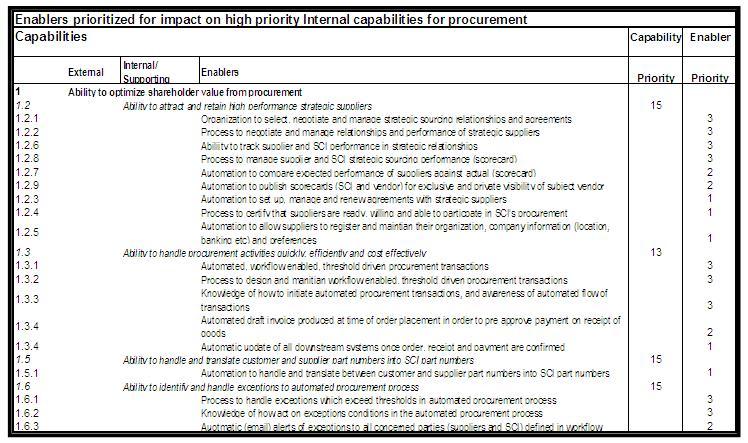 Enablers prioritized for impact on high priority Internal capabilities for procurement
Capabilities Capability Enabler
External Internal/ Supporting Enablers Priority Priority
1 Ability to optimize shareholder value from procurement
1.2 Ability to attract and retain high performance strategic suppliers 15
1.2.1 Organization to select, negotiate and manage strategic sourcing relationships and agreements 3
1.2.2 Process to negotiate and manage relationships and performance of strategic suppliers 3
1.2.6 Ability to track supplier and SCI performance in strategic relationships 3
1.2.8 Process to manage supplier and SCI strategic sourcing performance (scorecard) 3
1.2.7 Automation to compare expected performance of suppliers against actual (scorecard) 2
1.2.9 Automation to publish scorecards (SCI and vendor) for exclusive and private visibility of subject vendor 2
1.2.3 Automation to set up, manage and renew agreements with strategic suppliers 1
1.2.4 Process to certify that suppliers are ready, willing and able to particpate in SCI's procurement 1
1.2.5 Automation to allow suppliers to register and maintian their organization, company information (location,
banking etc) and preferences 1
1.3 Ability to handle procurement activities quickly, efficiently and cost effectively 13
1.3.1 Automated, workflow enabled, threshold driven procurement transactions 3
1.3.2 Process to design and manitian workflow enabled, threshold driven procurement transactions 3
1.3.3 Knowledge of how to initiate automated procurement transactions, and awareness of automated flow of
transactions 3
1.3.4 Automated draft invoice produced at time of order placement in order to pre approve payment on receipt of
goods 2
1.3.4 Automatic update of all downstream systems once order, receipt and payment are confirmed 1
1.5 Ability to handle and translate customer and supplier part numbers into SCI part numbers 15
1.5.1 Automation to handle and translate between customer and supplier part numbers into SCI part numbers 1
1.6 Ability to identify and handle exceptions to automated procurement process 15
1.6.1 Process to handle exceptions which exceed thresholds in automated procurement process 3
1.6.2 Knowledge of how act on exceptions conditions in the automated procurement process 3
1.6.3 Auotmatic (email) alerts of exceptions to all concerned parties (suppliers and SCI) defined in workflow 2